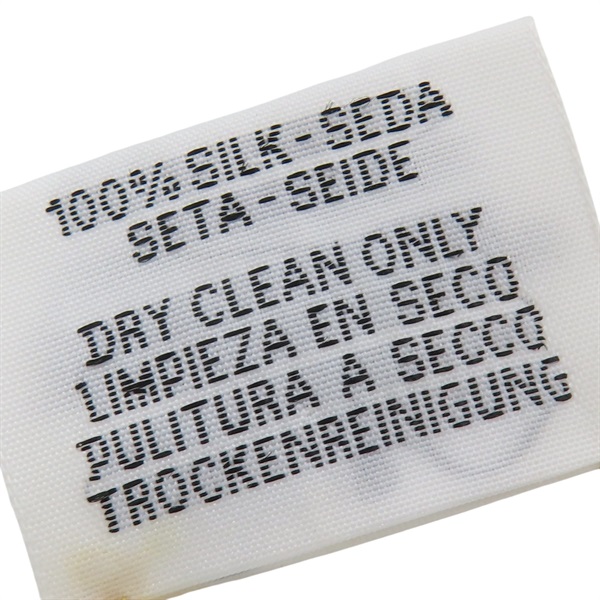 100% SILK-SEDA
SETA-SEIDE
DRY CLEAN ONLY
LIMPIEZA EN SECO
PULITURA A SECCO
TROCKENREINIGUNG